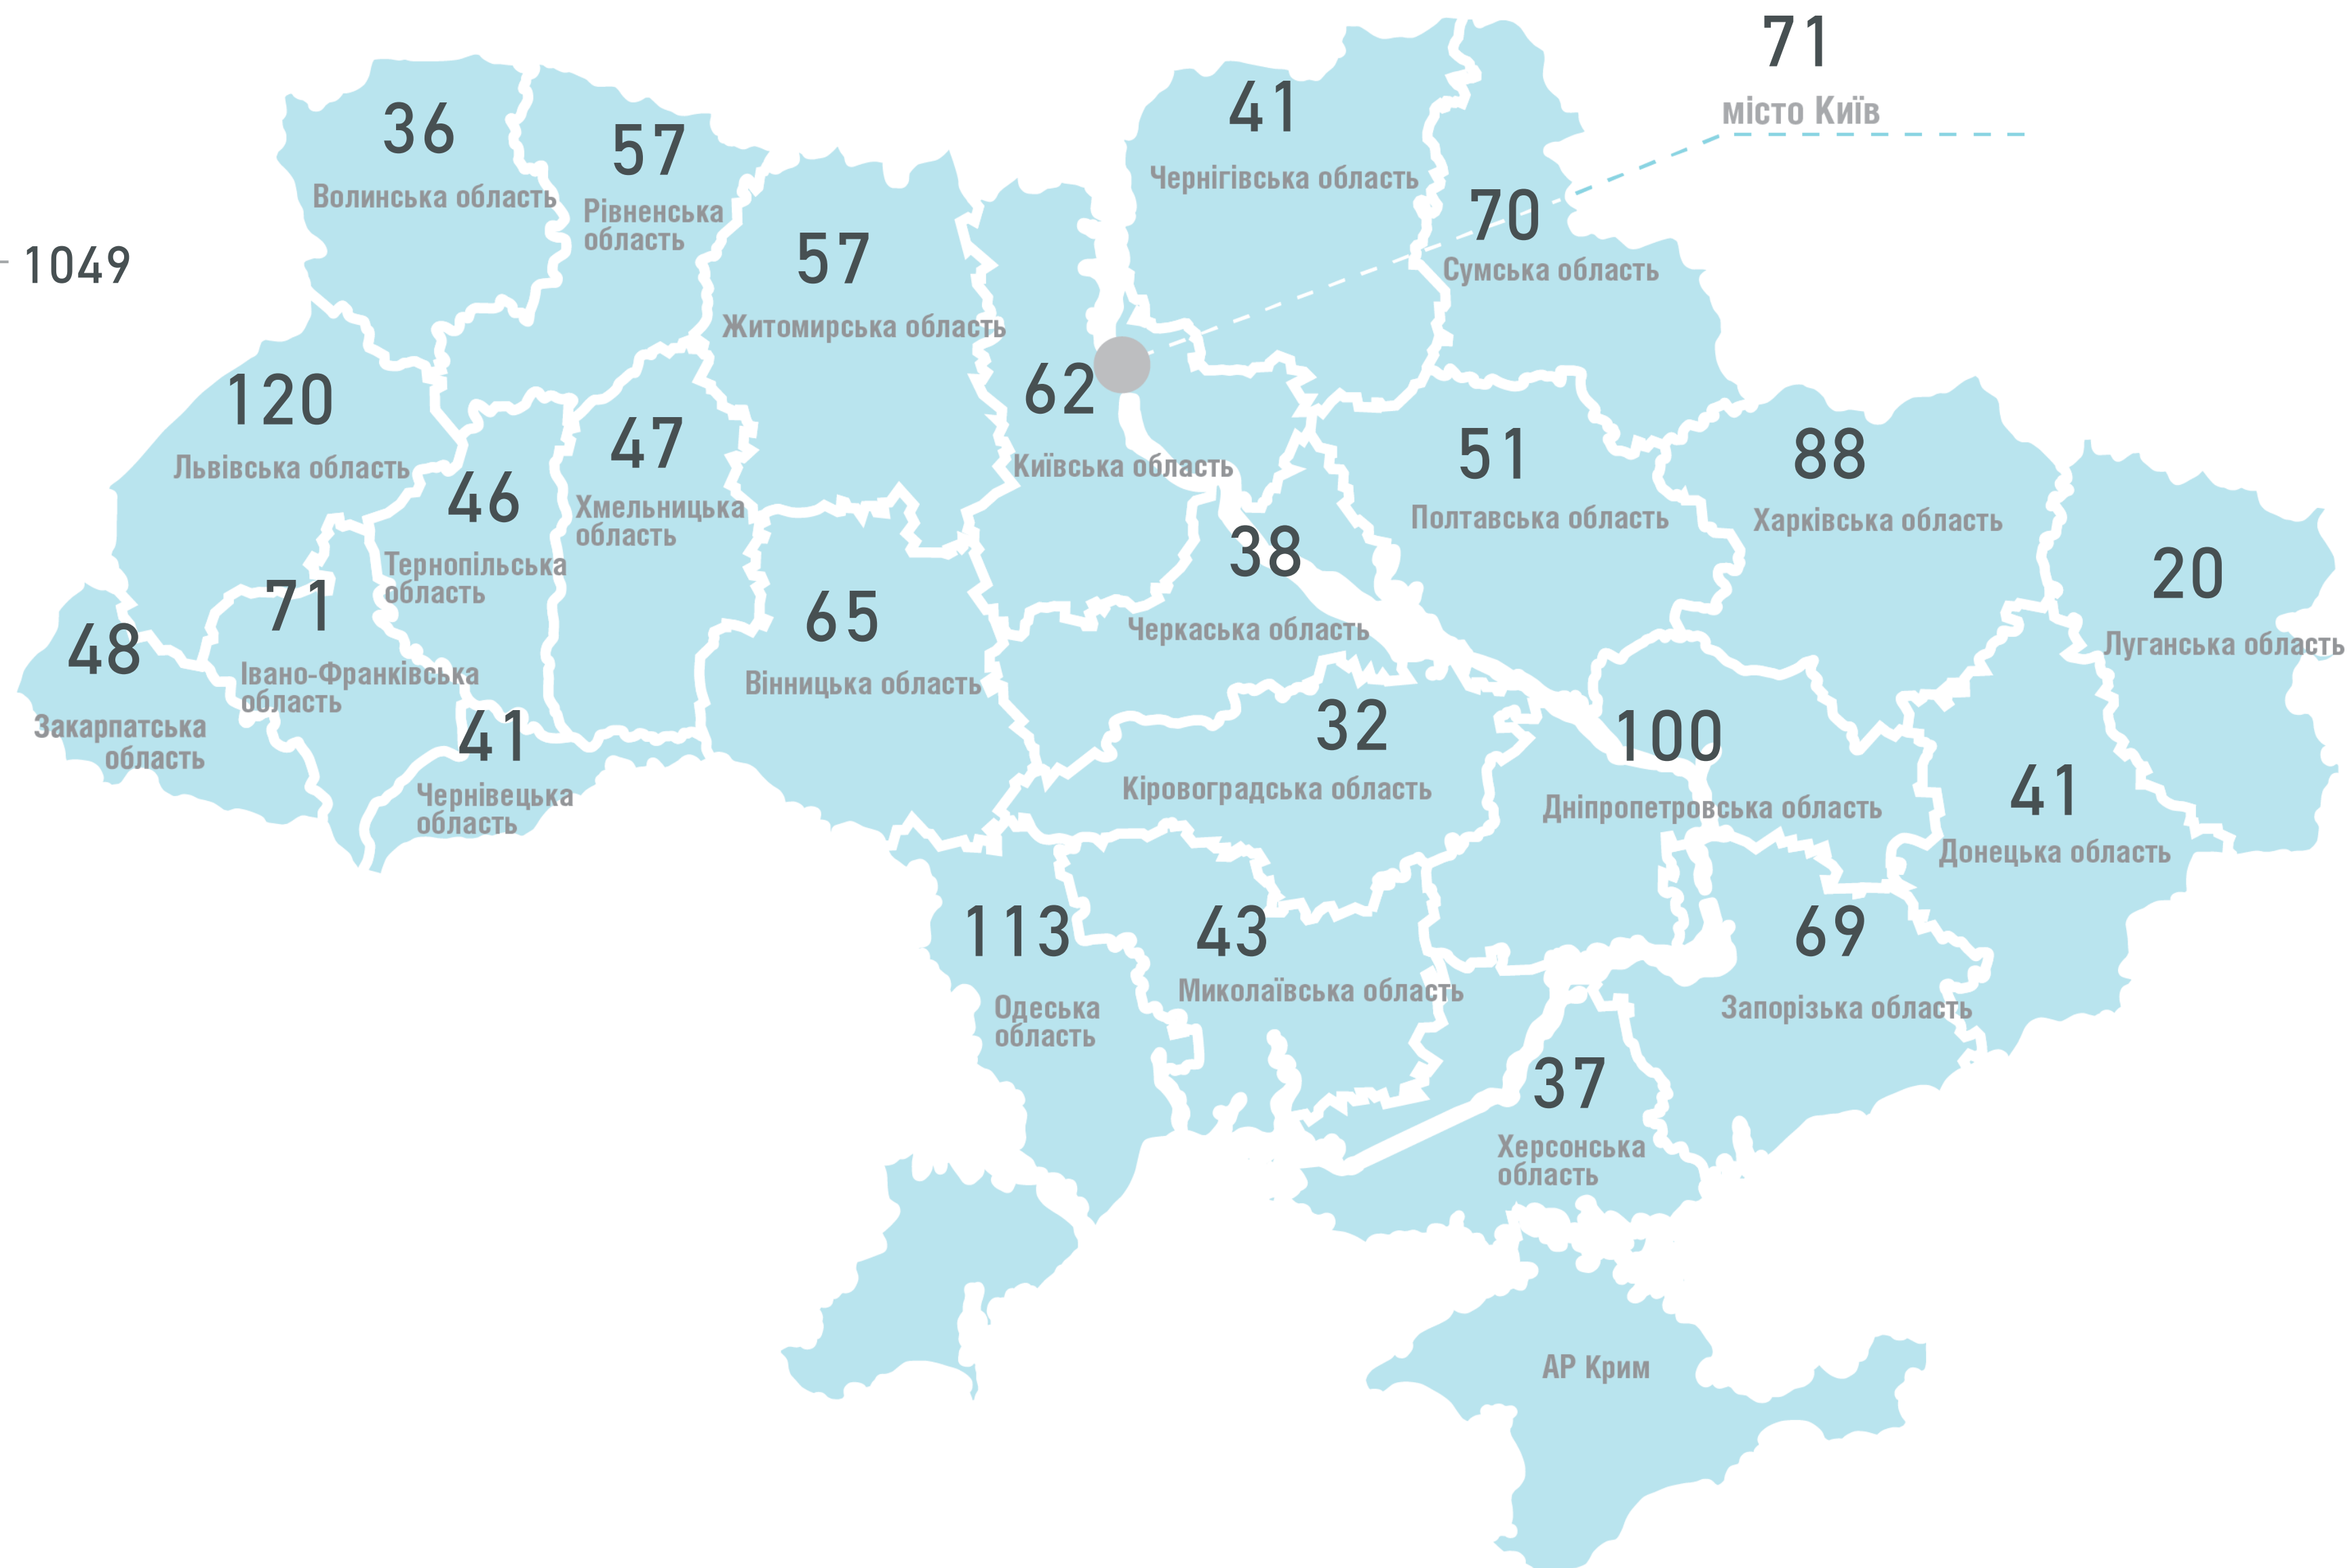 71
місто Київ
41
Чернігівська область
36
Волинська область
57
Рівненська
область
70
Сумська область
1049
57
Житомирська область
62
Київська область
120
Львівська область
47
Хмельницька
область
51
Полтавська область
88
Харківська область
46
Тернопільська
область
38
Черкаська область
20
Луганська область
71
Івано-Франківська
область
65
Вінницька область
48
Закарпатська
область
41
Чернівецька
область
32
Кіровоградська область
100
Дніпропетровська область
41
Донецька область
113
Одеська
область
43
Миколаївська область
69
Запорізька область
37
Херсонська
область
АР Крим